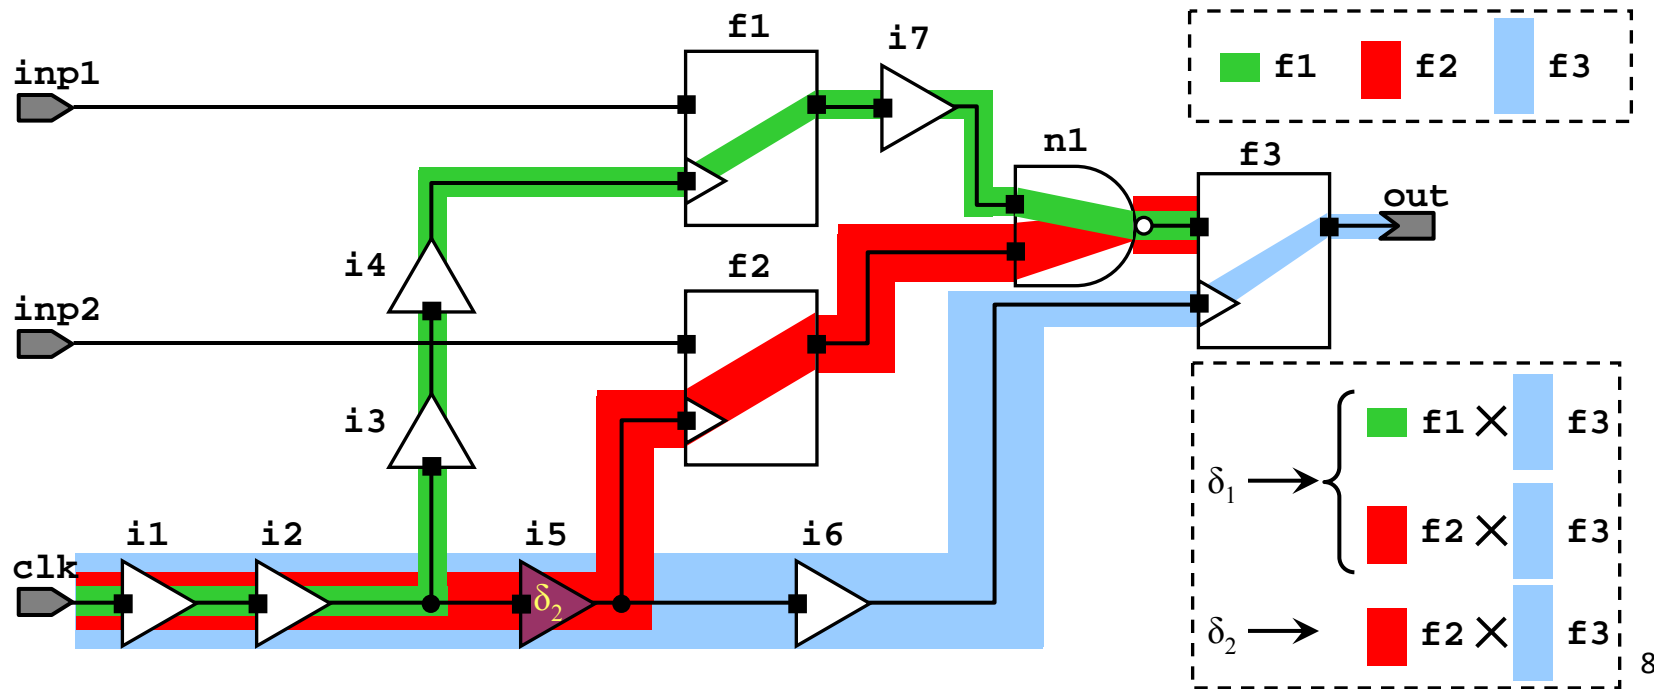 f1
i7
f1 f2 f3
inp1
n1
f3
out
i4
f2
inp2
i3
f1 × f3
δ1
f2 × f3
i1 i2 i5 i6
clk
δ2
δ2 f2 × f3
8